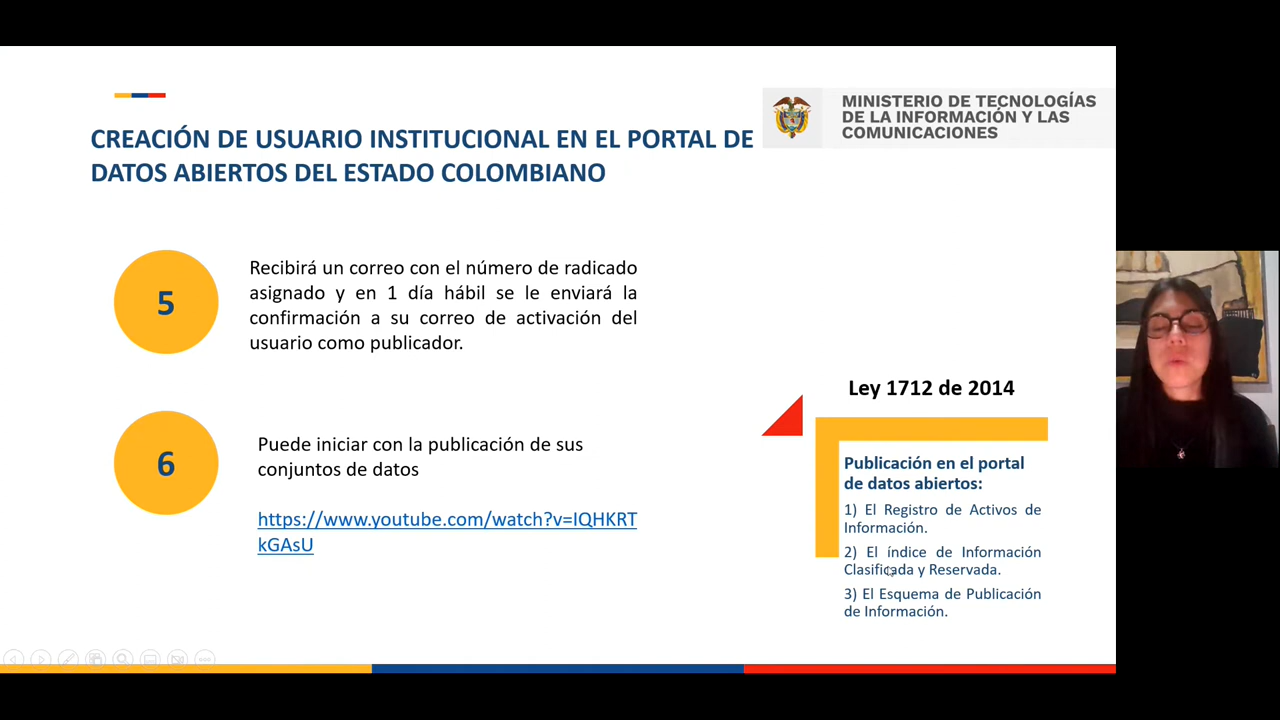 MINISTERIO DE TECNOLOGÍAS
DE LA INFORMACIÓN Y LAS
COMUNICACIONES
CREACIÓN DE USUARIO INSTITUCIONAL EN EL PORTAL DE
DATOS ABIERTOS DEL ESTADO COLOMBIANO
5
Recibirá un correo con el número de radicado
asignado y en 1 día hábil se le enviará la
confirmación a su correo de activación del
usuario como publicador.
6
Puede iniciar con la publicación de sus
conjuntos de datos
https://www.youtube.com/watch?v=IQHKRT
kGAsU
Ley 1712 de 2014
Publicación en el portal
de datos abiertos:
1) El Registro de Activos de
Información.
2) El índice de Información
Clasificada y Reservada.
3) El Esquema de Publicación
de Información.